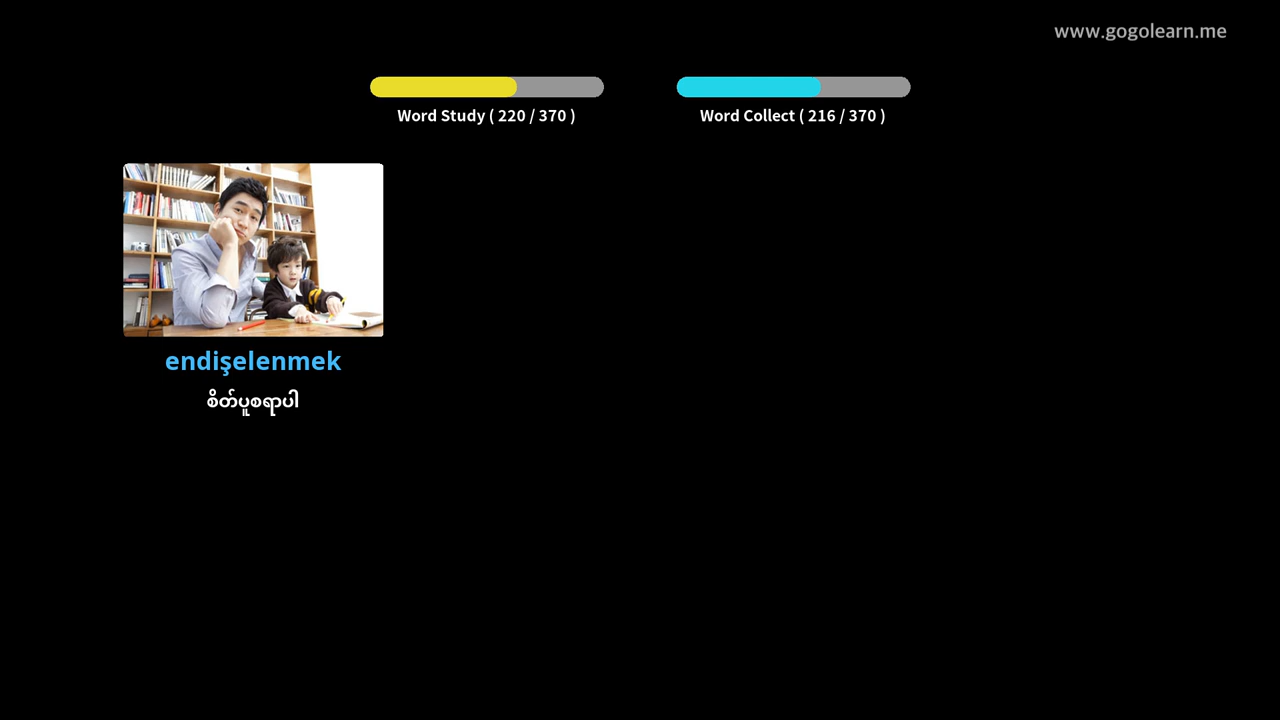 www.gogolearn.me
Word Study ( 220 / 370 )
Word Collect ( 216 / 370 )
endişelenmek
စိတ်ပူစရာပါ